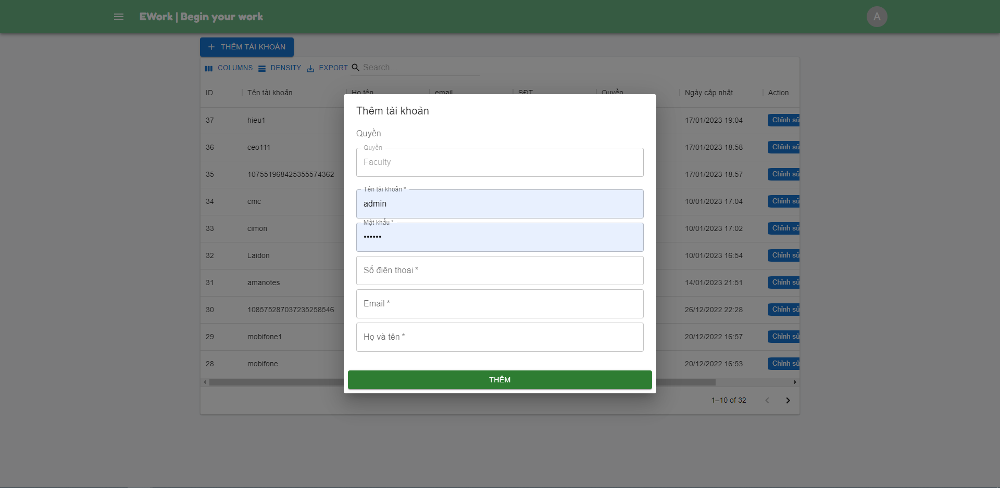 EWork | Begin your work
A
THÊM TÀI KHOẢN
COLUMNS DENSITY EXPORT Search…
ID Tên tài khoản Họ tên email SĐT Quyền Ngày cập nhật Action
37 hieu1 17/01/2023 19:04 Chỉnh sử
36 ceo111 17/01/2023 18:58 Chỉnh sử
35 107551968425355574362 17/01/2023 18:57 Chỉnh sử
34 cmc 10/01/2023 17:04 Chỉnh sử
33 cimon 10/01/2023 17:02 Chỉnh sử
32 Laidon 10/01/2023 16:54 Chỉnh sử
31 amanotes 14/01/2023 21:51 Chỉnh sử
30 108575287037235258546 26/12/2022 22:28 Chỉnh sử
29 mobifone1 20/12/2022 16:57 Chỉnh sử
28 mobifone 20/12/2022 16:53 Chỉnh sử
1–10 of 32
Thêm tài khoản
Quyền
Quyền
Faculty
Tên tài khoản *
admin
Mật khẩu *
••••••
Số điện thoại *
Email *
Họ và tên *
THÊM